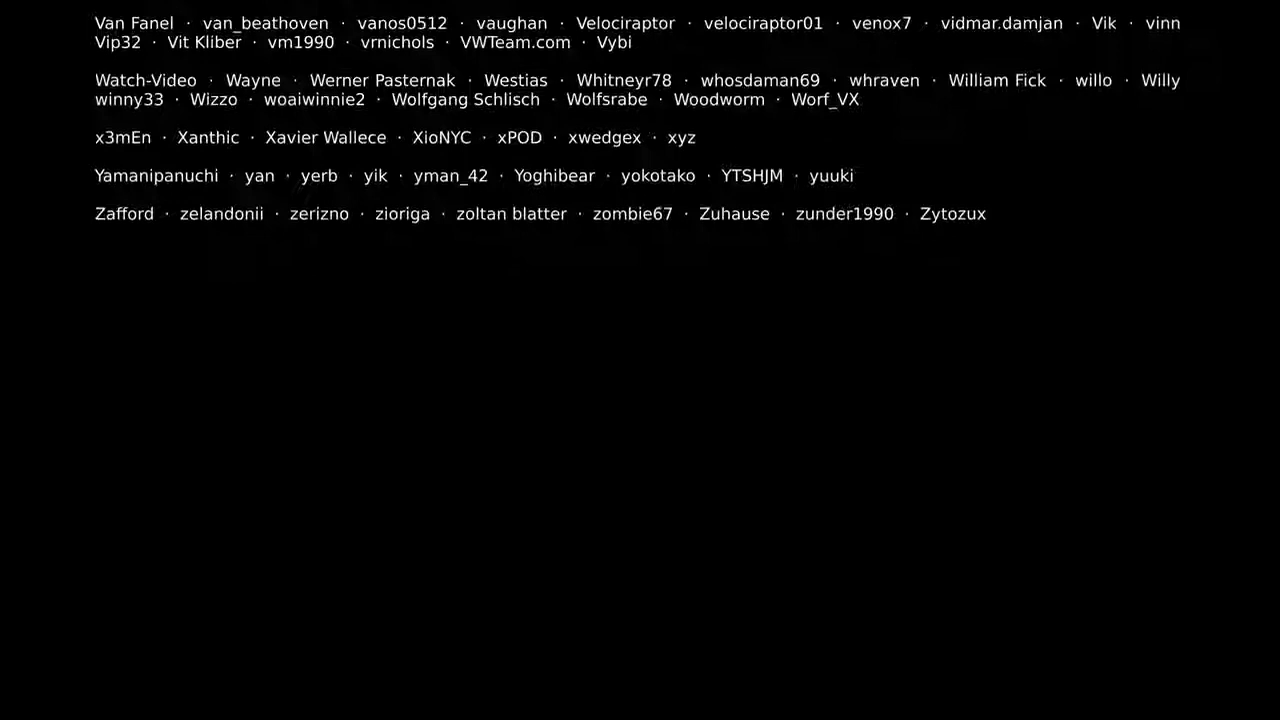 Van Fanel · van_beathoven · vanos0512 · vaughan · Velociraptor · velociraptor01 · venox7 · vidmar.damjan · Vik · vinn
Vip32 · Vit Kliber · vm1990 · vrnichols · VWTeam.com · Vybi
Watch-Video · Wayne · Werner Pasternak · Westias · Whitneyr78 · whosdaman69 · whraven · William Fick · willo · Willy
winny33 · Wizzo · woaiwinnie2 · Wolfgang Schlisch · Wolfsrabe · Woodworm · Worf_VX
x3mEn · Xanthic · Xavier Wallece · XioNYC · xPOD · xwedgex · xyz
Yamanipanuchi · yan · yerb · yik · yman_42 · Yoghibear · yokotako · YTSHJM · yuuki
Zafford · zelandonii · zerizno · zioriga · zoltan blatter · zombie67 · Zuhause · zunder1990 · Zytozux